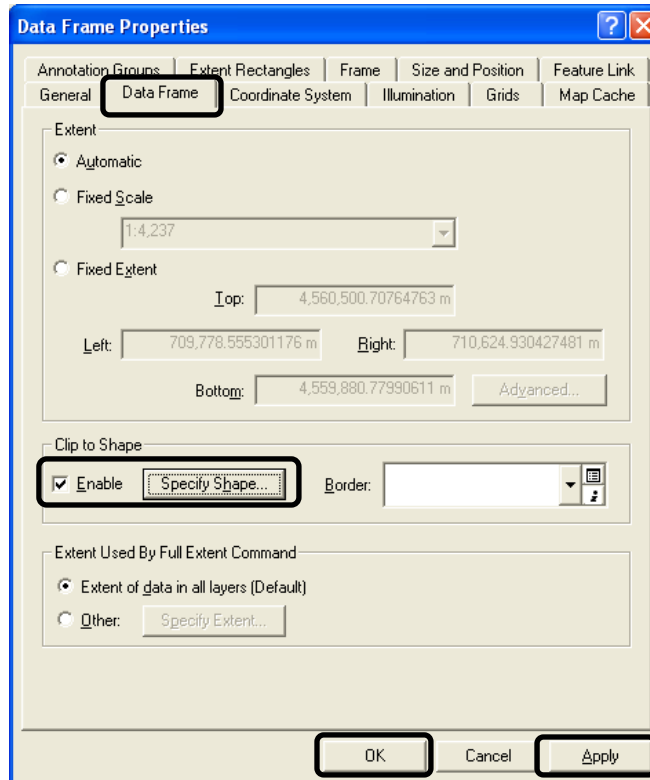 Data Frame Properties
Annotation Groups Extent Rectangles Frame Size and Position Feature Link
General Data Frame Coordinate System Illumination Grids Map Cache
Extent
Automatic
Fixed Scale
1:4,237
Fixed Extent
Top: 4,560,500.70764763 m
Left: 709,778.555301176 m Right: 710,624.930427481 m
Bottom: 4,559,880.77990611 m Advanced...
Clip to Shape
Enable Specify Shape... Border:
Extent Used By Full Extent Command
Extent of data in all layers (Default)
Other: Specify Extent...
OK Cancel Apply